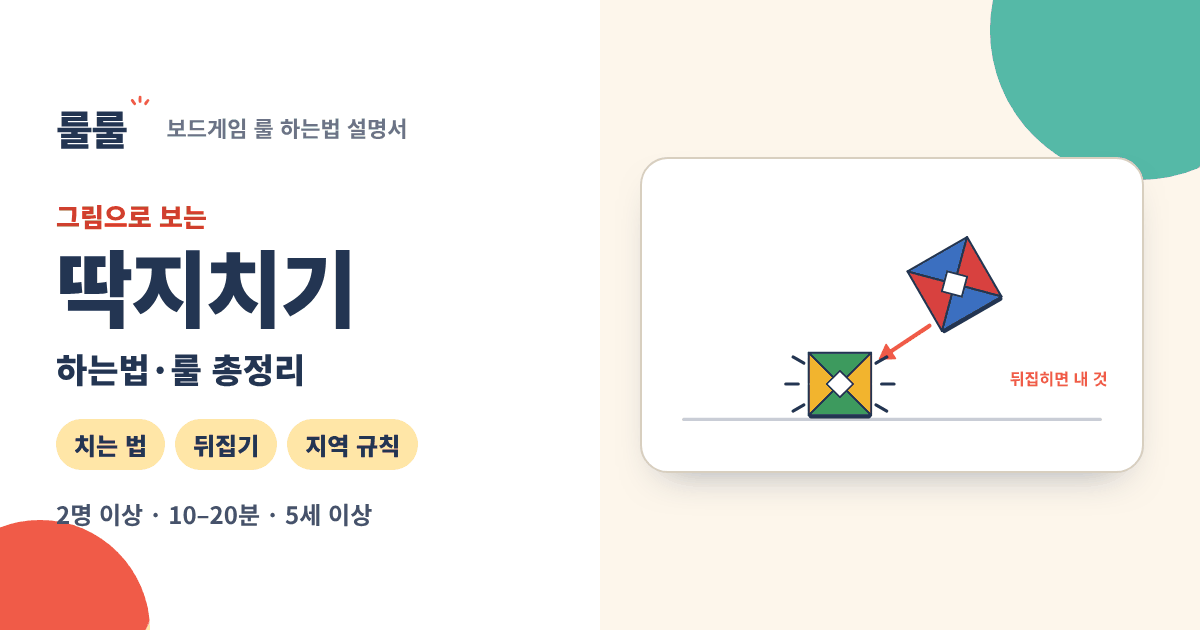 룰룰 보드게임 룰 하는법 설명서
그림으로 보는
딱지치기
하는법·룰 총정리
치는 법 뒤집기 지역 규칙
2명 이상 · 10–20분 · 5세 이상
뒤집히면 내 것